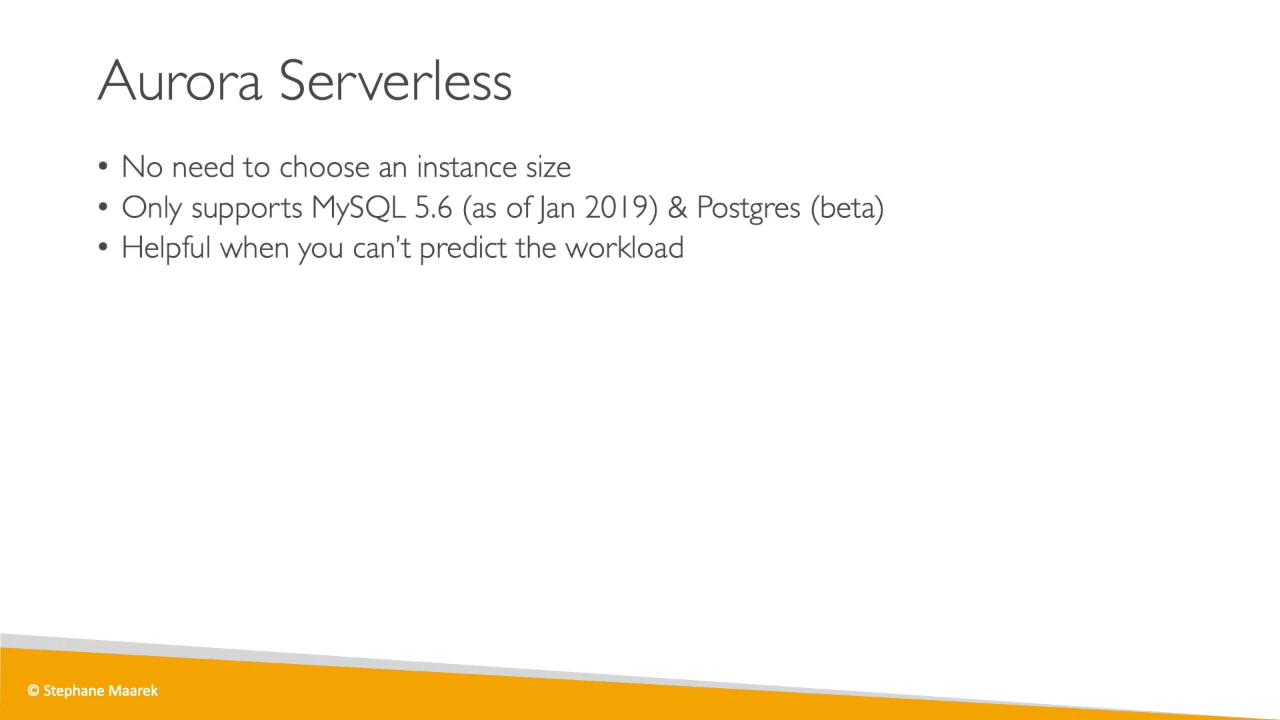 Aurora Serverless
• No need to choose an instance size
• Only supports MySQL 5.6 (as of Jan 2019) & Postgres (beta)
• Helpful when you can’t predict the workload
© Stephane Maarek